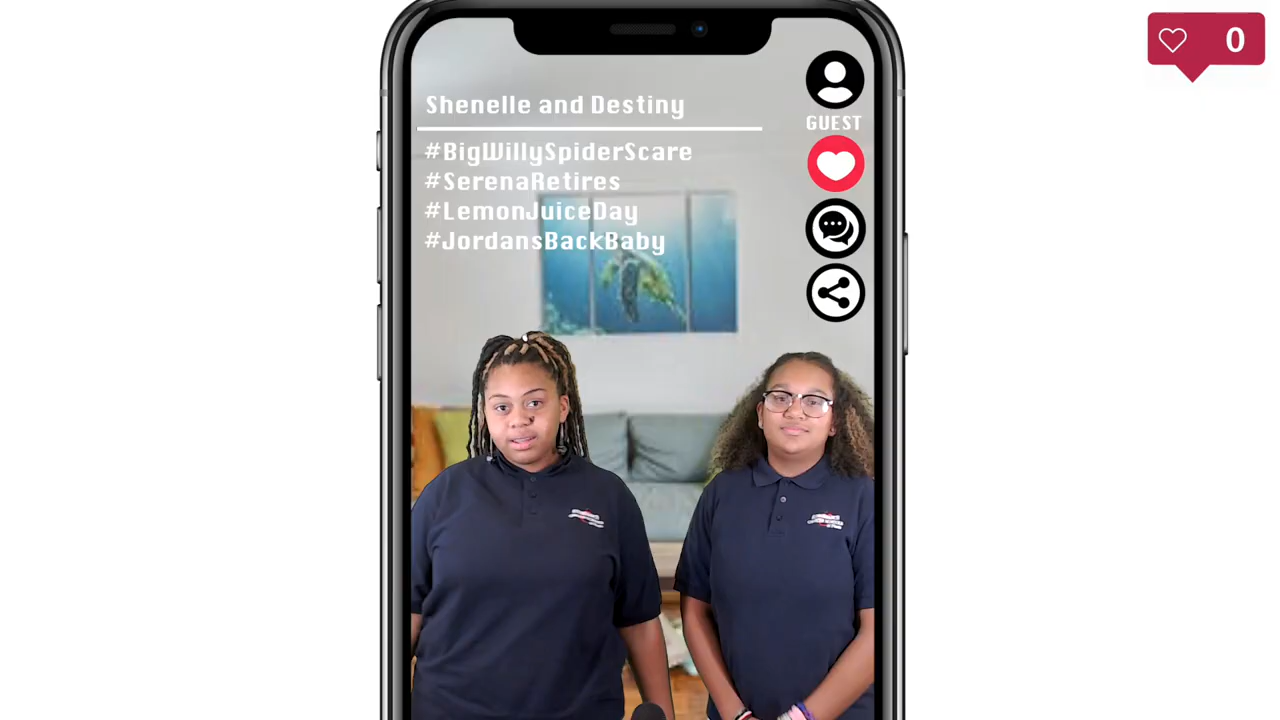 0
Shenelle and Destiny
GUEST
#BigWillySpiderScare
#SerenaRetires
#LemonJuiceDay
#JordansBackBaby